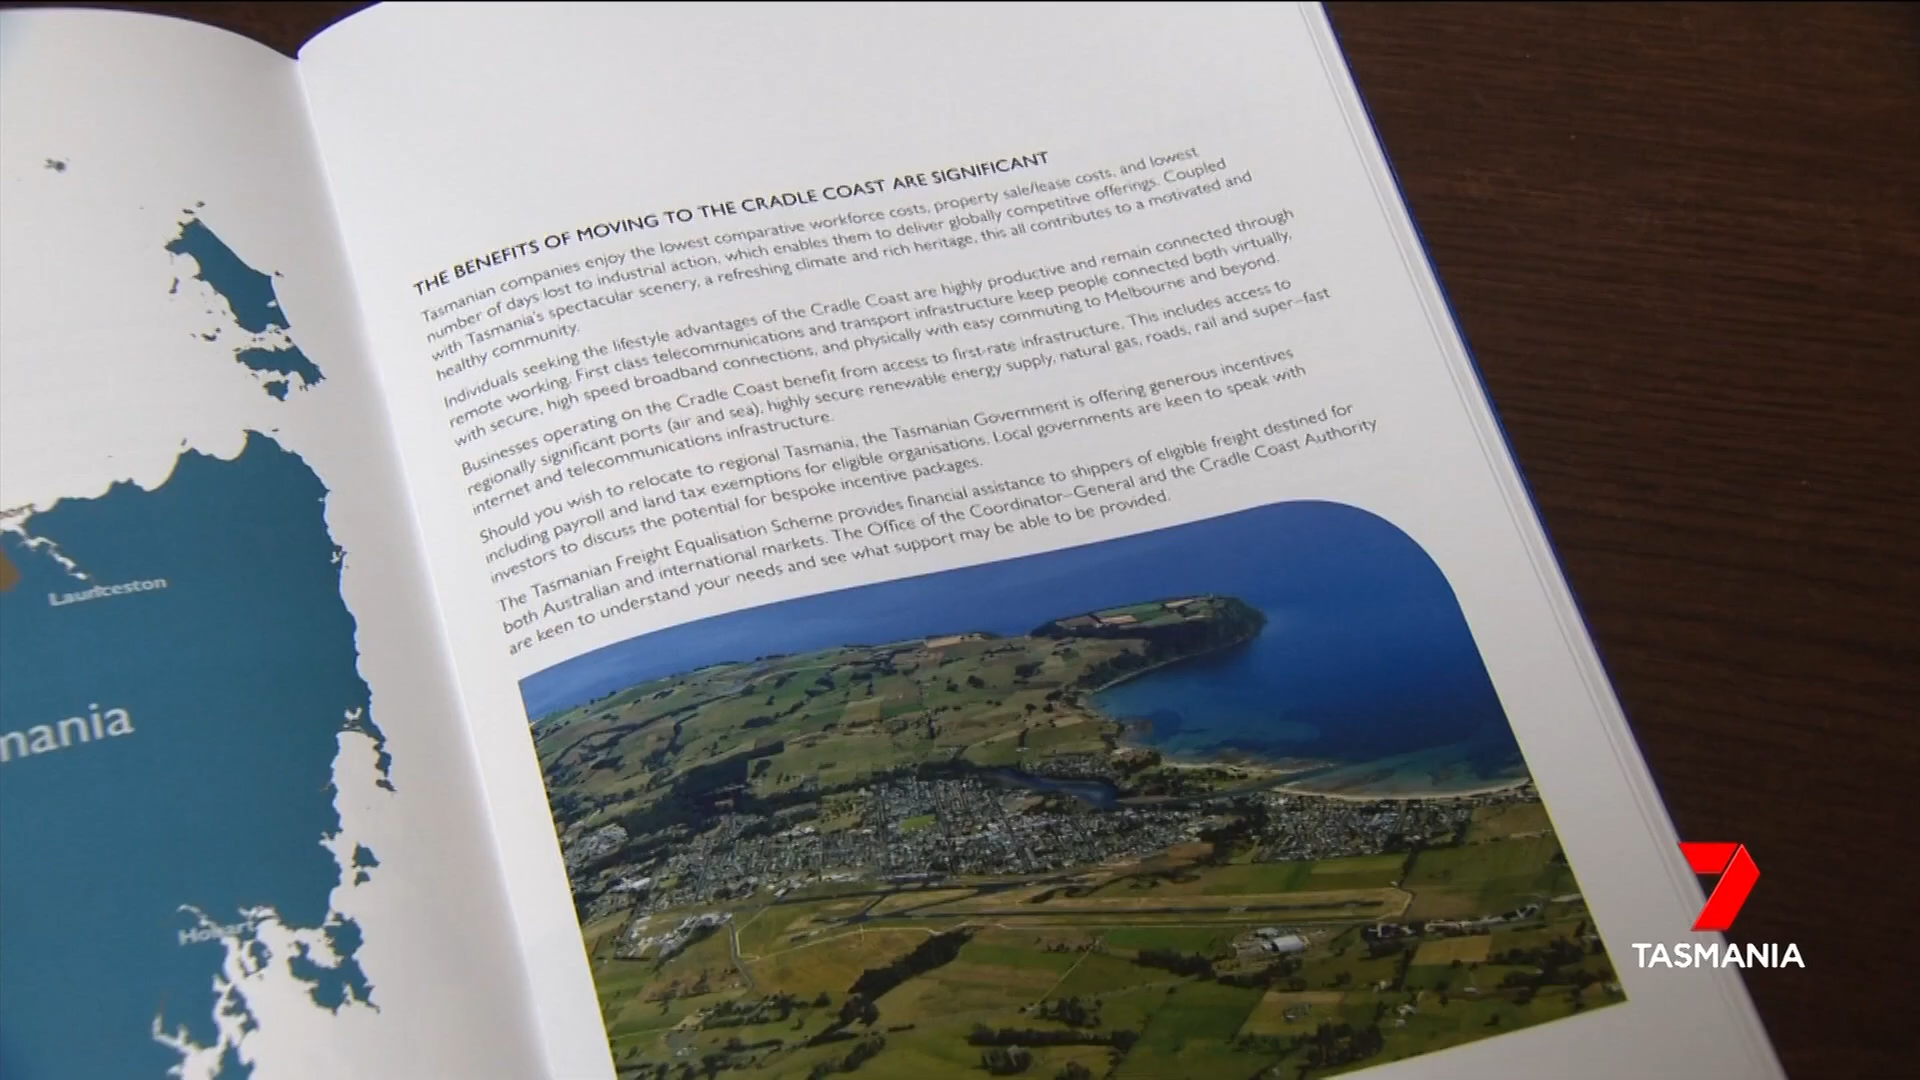 Launceston
mania
Hobart
THE BENEFITS OF MOVING TO THE CRADLE COAST ARE SIGNIFICANT
Tasmanian companies enjoy the lowest comparative workforce costs, property sale/lease costs, and lowest
number of days lost to industrial action, which enables them to deliver globally competitive offerings. Coupled
with Tasmania's spectacular scenery, a refreshing climate and rich heritage, this all contributes to a motivated and
healthy community.
Individuals seeking the lifestyle advantages of the Cradle Coast are highly productive and remain connected through
remote working. First class telecommunications and transport infrastructure keep people connected both virtually,
with secure, high speed broadband connections, and physically with easy commuting to Melbourne and beyond.
Businesses operating on the Cradle Coast benefit from access to first-rate infrastructure. This includes access to
regionally significant ports (air and sea), highly secure renewable energy supply, natural gas, roads, rail and super-fast
internet and telecommunications infrastructure.
Should you wish to relocate to regional Tasmania, the Tasmanian Government is offering generous incentives
including payroll and land tax exemptions for eligible organisations. Local governments are keen to speak with
investors to discuss the potential for bespoke incentive packages.
The Tasmanian Freight Equalisation Scheme provides financial assistance to shippers of eligible freight destined for
both Australian and international markets. The Office of the Coordinator-General and the Cradle Coast Authority
are keen to understand your needs and see what support may be able to be provided.
7
TASMANIA